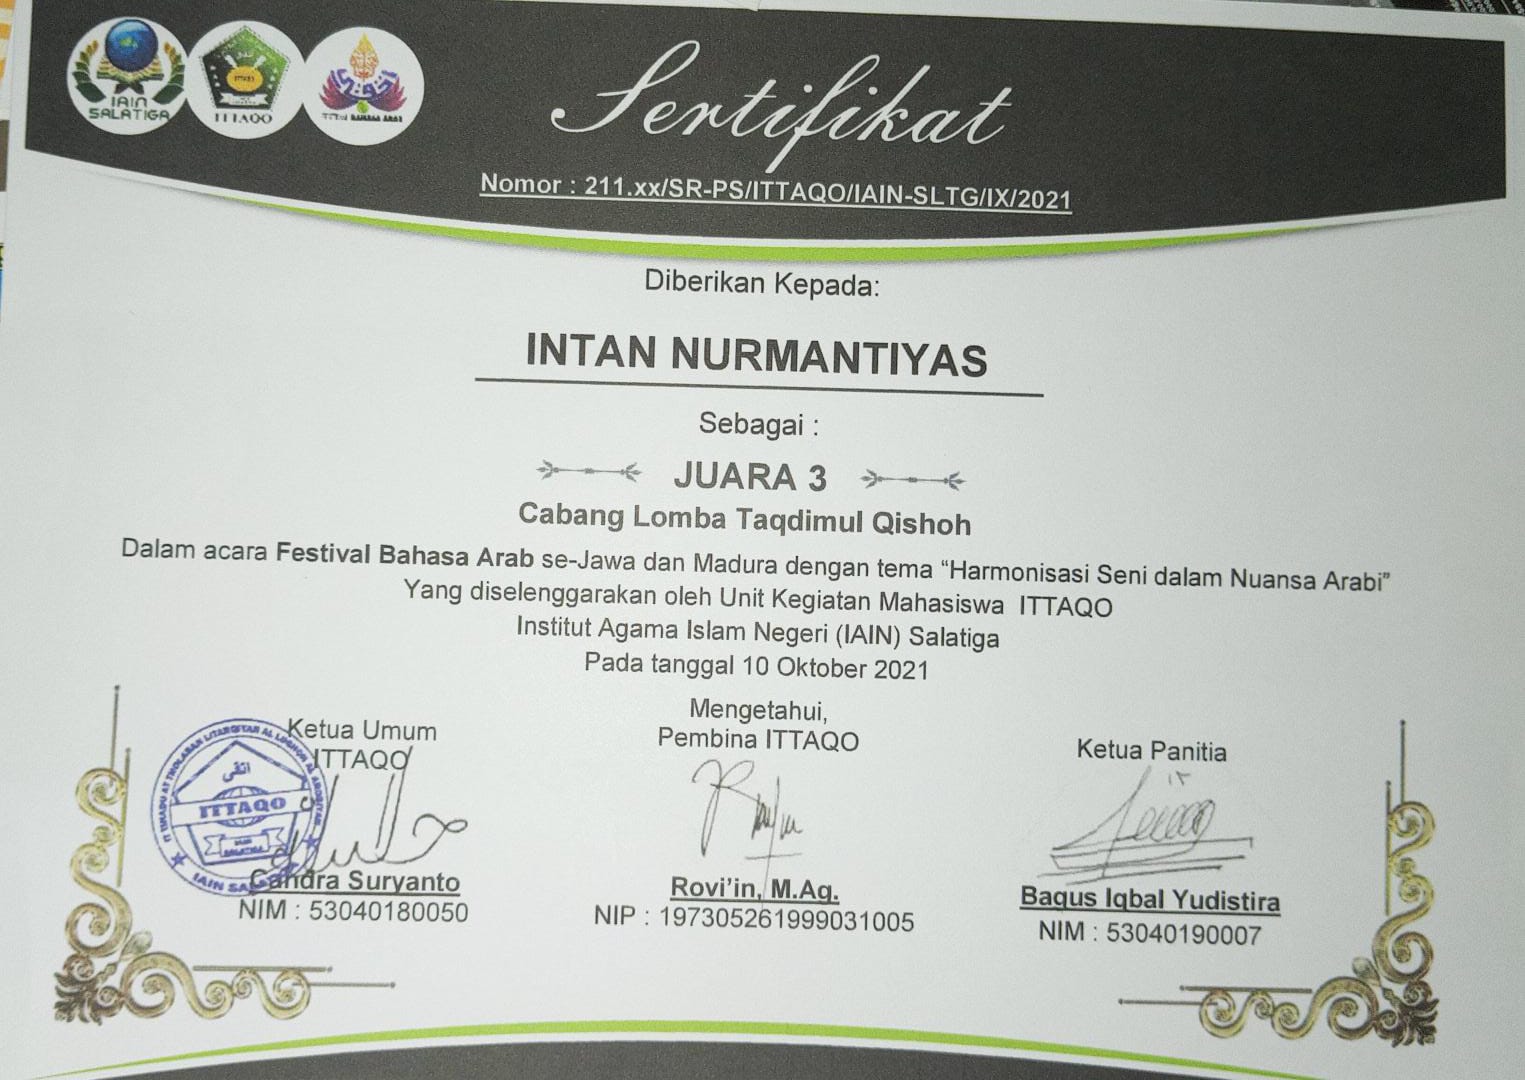 IAIN
SALATIGA
ITTAQO
Sertifikat
Nomor : 211.xx/SR-PS/ITTAQO/IAIN-SLTG/IX/2021
Diberikan Kepada:
INTAN NURMANTIYAS
Sebagai :
JUARA 3
Cabang Lomba Taqdimul Qishoh
Dalam acara Festival Bahasa Arab se-Jawa dan Madura dengan tema “Harmonisasi Seni dalam Nuansa Arabi”
Yang diselenggarakan oleh Unit Kegiatan Mahasiswa ITTAQO
Institut Agama Islam Negeri (IAIN) Salatiga
Pada tanggal 10 Oktober 2021
Ketua Umum
ITTAQO
ITTAQO
Candra Suryanto
NIM : 53040180050
Mengetahui,
Pembina ITTAQO
Rovi'in, M.Ag.
NIP : 197305261999031005
Ketua Panitia
Bagus Iqbal Yudistira
NIM : 53040190007